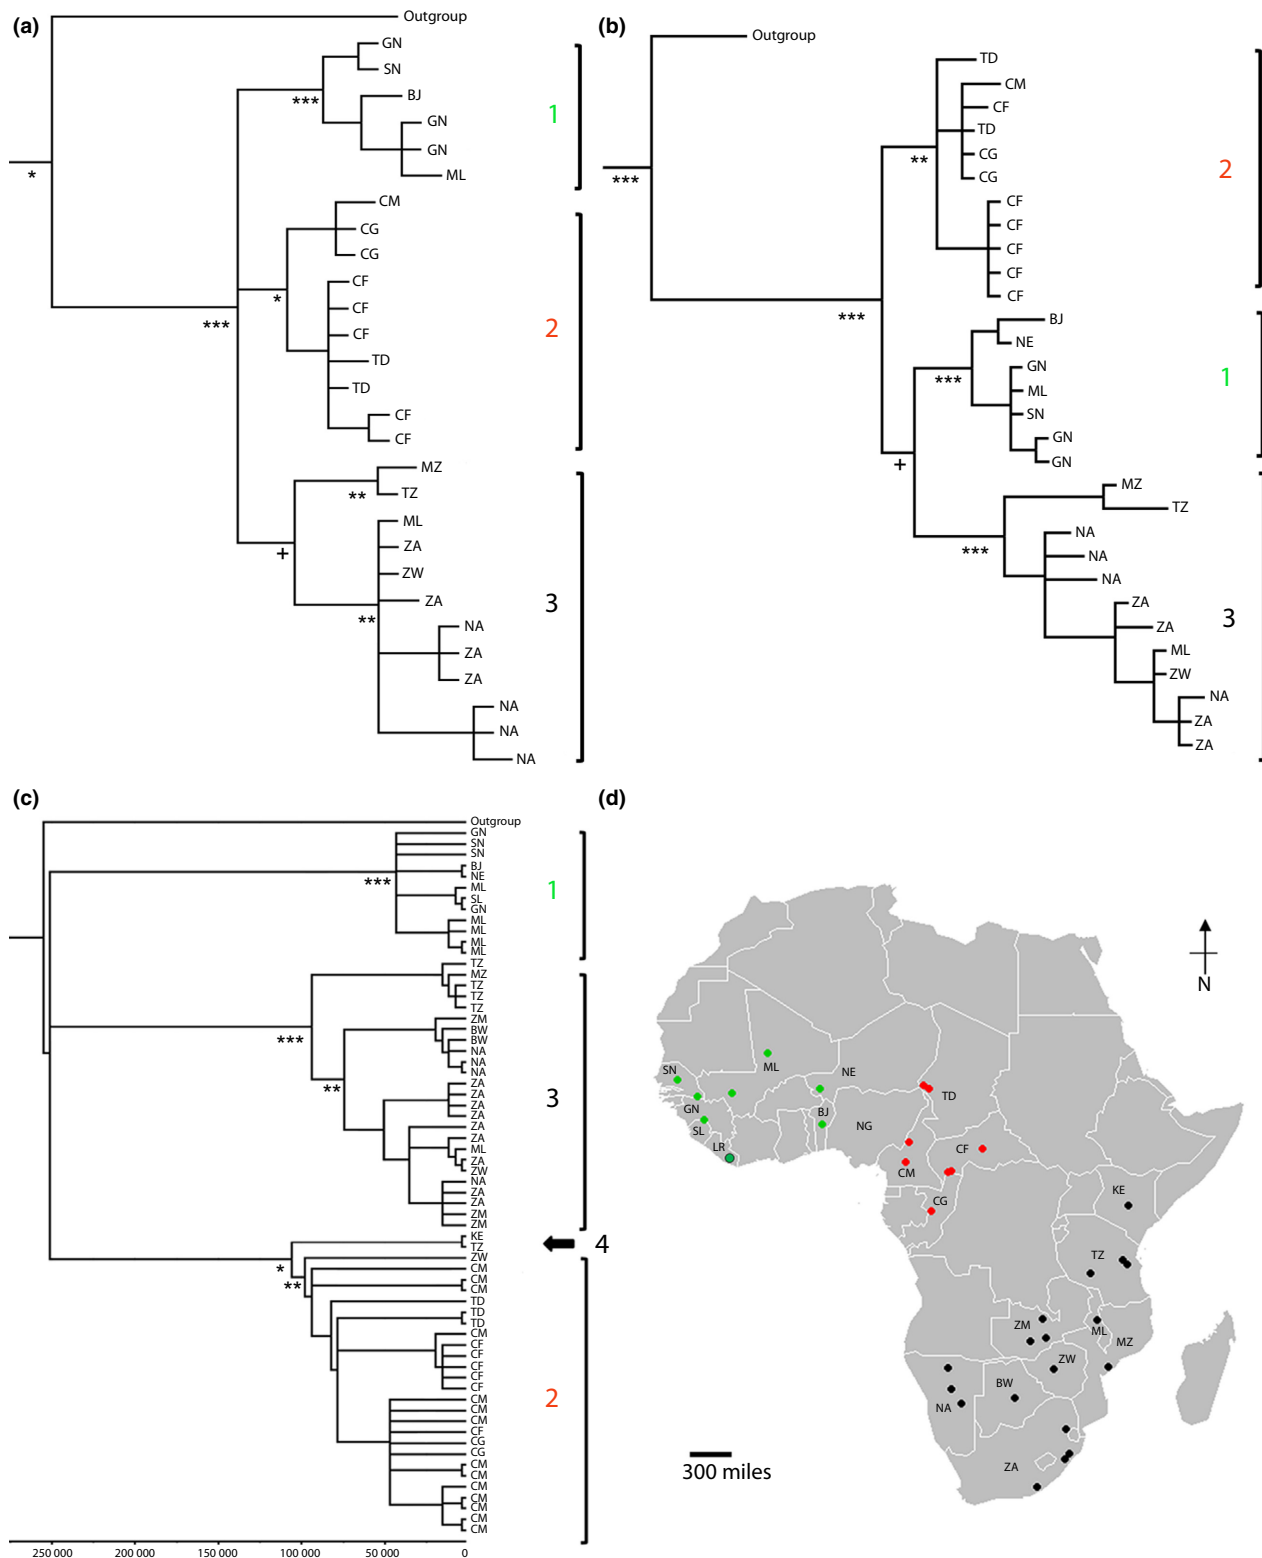 (a)
Outgroup
GN
SN
***
BJ
GN
GN
ML
1
*
CM
CG
CG
*
CF
CF
CF
TD
TD
CF
CF
2
***
MZ
TZ
**
+
ML
ZA
ZW
ZA
**
NA
ZA
ZA
NA
NA
NA
3
(b)
Outgroup
TD
CM
CF
TD
CG
CG
**
CF
CF
CF
CF
CF
2
***
***
BJ
NE
GN
ML
SN
GN
GN
***
1
+
MZ
TZ
***
NA
NA
NA
ZA
ZA
ML
ZW
NA
ZA
ZA
3
(c)
Outgroup
GN
SN
SN
BJ
NE
ML
SL
GN
ML
ML
ML
ML
***
1
TZ
MZ
TZ
TZ
TZ
ZM
BW
BW
NA
NA
NA
ZA
ZA
ZA
ZA
ZA
ZA
ML
ZA
ZW
NA
ZA
ZA
ZM
ZM
***
**
3
KE
TZ
4
ZW
*
**
CM
CM
CM
TD
TD
TD
CM
CF
CF
CF
CF
CF
CM
CM
CM
CF
CG
CG
CM
CM
CM
CM
CM
CM
CM
2
250 000 200 000 150 000 100 000 50 000 0
(d)
N
SN
ML
NE
TD
GN
BJ
NG
SL
LR
CF
CM
CG
KE
TZ
ZM
ML
MZ
ZW
BW
NA
ZA
300 miles